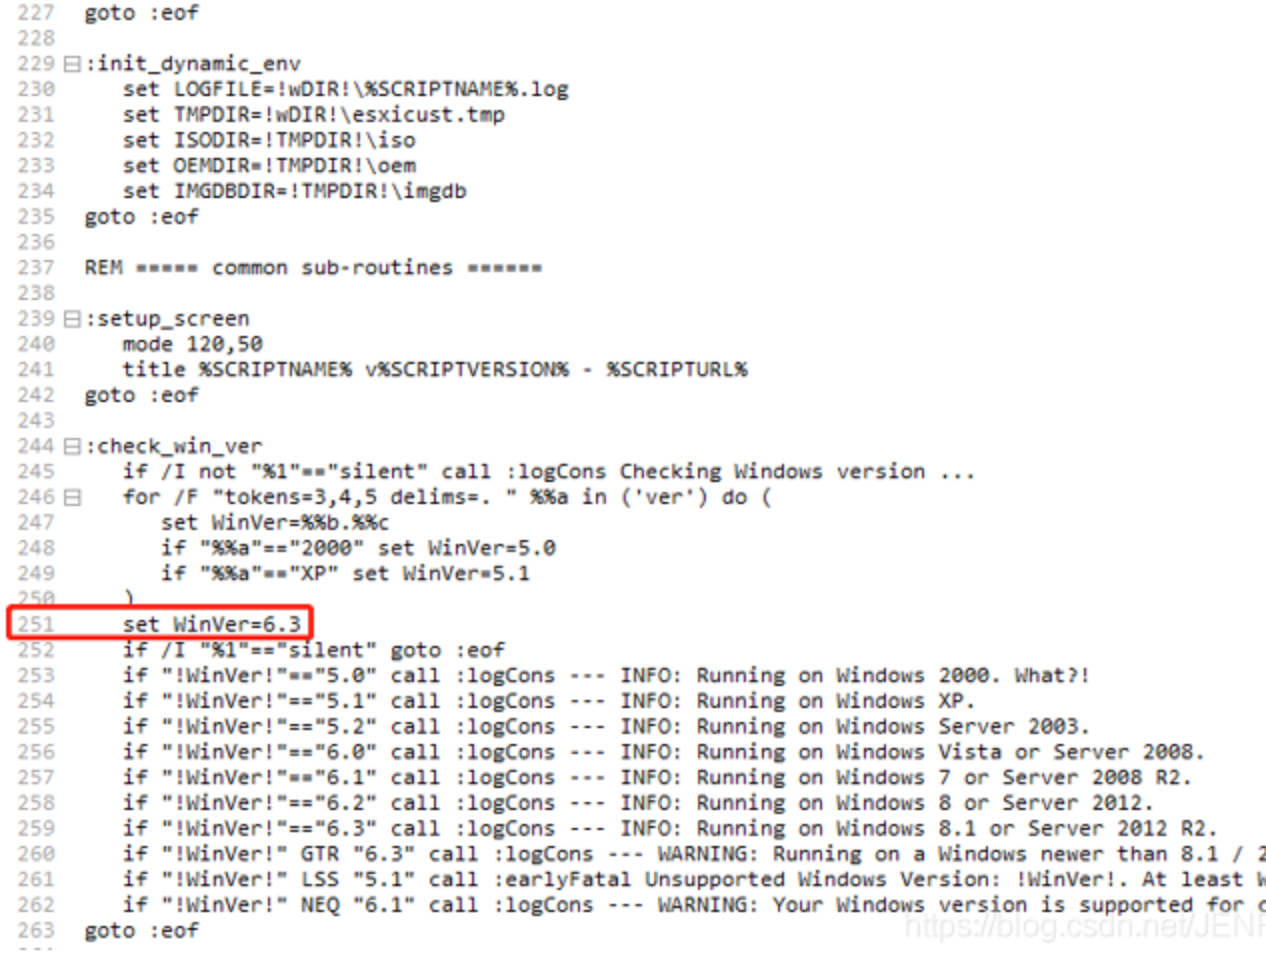 227 goto :eof
228
229 :init_dynamic_env
230 set LOGFILE=!wDIR!\%SCRIPTNAME%.log
231 set TMPDIR=!wDIR!\esxicust.tmp
232 set ISODIR=!TMPDIR!\iso
233 set OEMDIR=!TMPDIR!\oem
234 set IMGDBDIR=!TMPDIR!\imgdb
235 goto :eof
236
237 REM ===== common sub-routines ======
238
239 :setup_screen
240 mode 120,50
241 title %SCRIPTNAME% v%SCRIPTVERSION% - %SCRIPTURL%
242 goto :eof
243
244 :check_win_ver
245 if /I not "%1"=="silent" call :logCons Checking Windows version ...
246 for /F "tokens=3,4,5 delims=. " %%a in ('ver') do (
247 set WinVer=%%b.%%c
248 if "%%a"=="2000" set WinVer=5.0
249 if "%%a"=="XP" set WinVer=5.1
250 )
251 set WinVer=6.3
252 if /I "%1"=="silent" goto :eof
253 if "!WinVer!"=="5.0" call :logCons --- INFO: Running on Windows 2000. What?!
254 if "!WinVer!"=="5.1" call :logCons --- INFO: Running on Windows XP.
255 if "!WinVer!"=="5.2" call :logCons --- INFO: Running on Windows Server 2003.
256 if "!WinVer!"=="6.0" call :logCons --- INFO: Running on Windows Vista or Server 2008.
257 if "!WinVer!"=="6.1" call :logCons --- INFO: Running on Windows 7 or Server 2008 R2.
258 if "!WinVer!"=="6.2" call :logCons --- INFO: Running on Windows 8 or Server 2012.
259 if "!WinVer!"=="6.3" call :logCons --- INFO: Running on Windows 8.1 or Server 2012 R2.
260 if "!WinVer!" GTR "6.3" call :logCons --- WARNING: Running on a Windows newer than 8.1 / 2
261 if "!WinVer!" LSS "5.1" call :earlyFatal Unsupported Windows Version: !WinVer!. At least
262 if "!WinVer!" NEQ "6.1" call :logCons --- WARNING: Your Windows version is supported for
263 goto :eof
https://blog.csdn.net/JENR